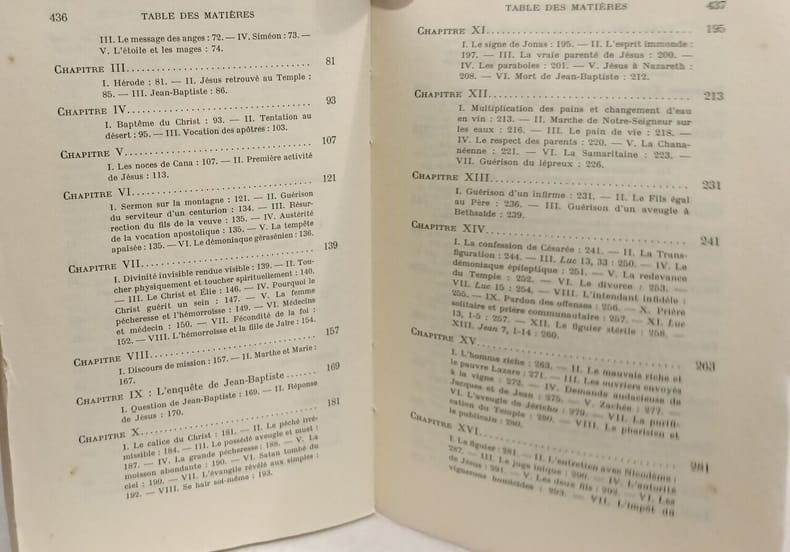 436 TABLE DES MATIÈRES
III. Le message des anges : 72. — IV. Siméon : 73. —
V. L'étoile et les mages : 74.
CHAPITRE III. 81
I. Hérode : 81. — II. Jésus retrouvé au Temple :
85. — III. Jean-Baptiste : 86.
CHAPITRE IV. 93
I. Baptême du Christ : 93. — II. Tentation au
désert : 95. — III. Vocation des apôtres : 103.
CHAPITRE V. 107
I. Les noces de Cana : 107. — II. Première activité
de Jésus : 113.
CHAPITRE VI. 121
I. Sermon sur la montagne : 121. — II. Guérison
du serviteur d'un centurion : 134. — III. Résur-
rection du fils de la veuve : 135. — IV. Austérité
de la vocation apostolique : 135. — V. La tempête
apaisée : 135. — VI. Le démoniaque gérasénien : 136.
CHAPITRE VII. 139
I. Divinité invisible rendue visible : 139. — II. Tou-
cher physiquement et toucher spirituellement : 140.
— III. Le Christ et Élie : 146. — IV. Pourquoi le
Christ guérit un sein : 147. — V. La femme
pécheresse et l'hémorroïsse : 149. — VI. Médecins
et médecin : 150. — VII. Fécondité de la foi :
152. — VIII. L'hémorroïsse et la fille de Jaïre : 154.
CHAPITRE VIII. 157
I. Discours de mission : 157. — II. Marthe et Marie :
167.
CHAPITRE IX : L'enquête de Jean-Baptiste. 169
I. Question de Jean-Baptiste : 169. — II. Réponse
de Jésus : 170.
CHAPITRE X. 181
I. Le calice du Christ : 181. — II. Le péché irré-
missible : 184. — III. Le possédé aveugle et muet :
187. — IV. La grande pécheresse : 188. — V. La
moisson abondante : 190. — VI. Satan tombé du
ciel : 190. — VII. L'évangile révélé aux simples :
192. — VIII. Se haïr soi-même : 193.
TABLE DES MATIÈRES 437
CHAPITRE XI. 195
I. Le signe de Jonas : 195. — II. L'esprit immonde :
197. — III. La vraie parenté de Jésus : 200. —
IV. Les paraboles : 201. — V. Jésus à Nazareth :
208. — VI. Mort de Jean-Baptiste : 212.
CHAPITRE XII. 213
I. Multiplication des pains et changement d'eau
en vin : 213. — II. Marche de Notre-Seigneur sur
les eaux : 216. — III. Le pain de vie : 218. —
IV. Le respect des parents : 220. — V. La Chana-
néenne : 221. — VI. La Samaritaine : 223. —
VII. Guérison du lépreux : 226.
CHAPITRE XIII. 231
I. Guérison d'un infirme : 231. — II. Le Fils égal
au Père : 236. — III. Guérison d'un aveugle à
Bethsaïde : 239.
CHAPITRE XIV. 241
I. La confession de Césarée : 241. — II. La Trans-
figuration : 244. — III. Luc 13, 33 : 250. — IV. Le
démoniaque épileptique : 251. — V. La redevance
du Temple : 252. — VI. Le divorce : 253. —
VII. Luc 15 : 254. — VIII. L'intendant infidèle :
255. — IX. Pardon des offenses : 256. — X. Prière
solitaire et prière communautaire : 257. — XI. Luc
13, 1-5 : 257. — XII. Le figuier stérile : 258. —
XIII. Jean 7, 1-14 : 260.
CHAPITRE XV. 263
I. L'homme riche : 263. — II. Le mauvais riche et
le pauvre Lazare : 271. — III. Les ouvriers envoyés
à la vigne : 272. — IV. Demande audacieuse de
Jacques et de Jean : 275. — V. Zachée : 277. —
VI. L'aveugle de Jéricho : 279. — VII. La purifi-
cation du Temple : 280. — VIII. Le pharisien et
le publicain : 280.
CHAPITRE XVI. 281
I. Le figuier : 281. — II. L'entretien avec Nicodème :
287. — III. Le juge inique : 290. — IV. L'autorité
de Jésus : 291. — V. Les deux fils : 292. — VI. Les
vignerons homicides : 293. — VII. L'impôt du